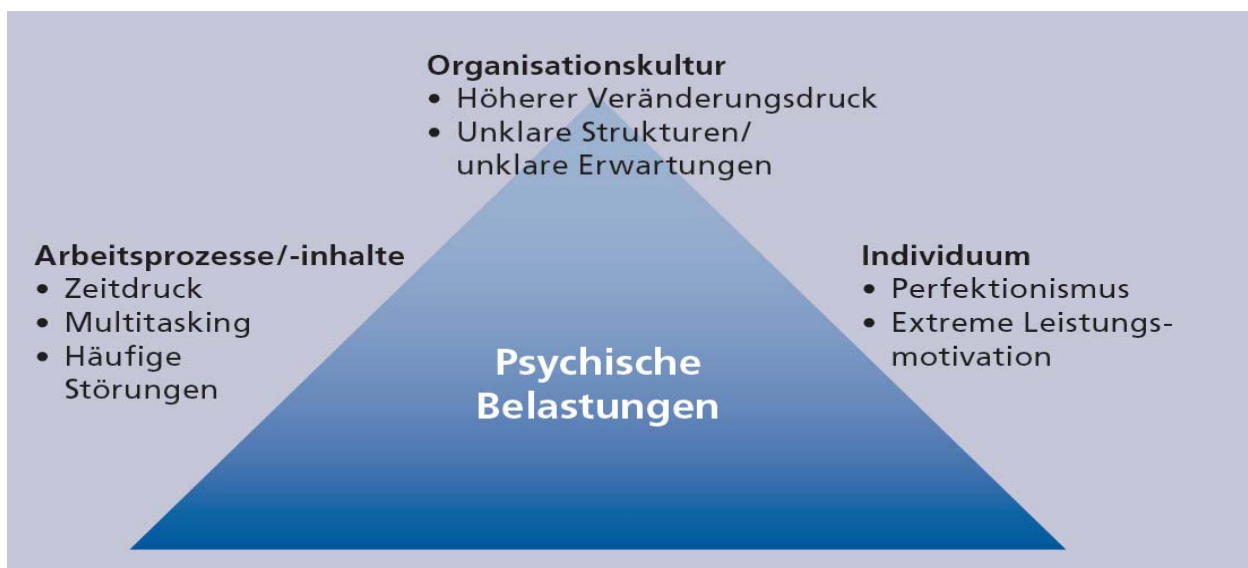 Organisationskultur
• Höherer Veränderungsdruck
• Unklare Strukturen/
unklare Erwartungen
Arbeitsprozesse/-inhalte
• Zeitdruck
• Multitasking
• Häufige
Störungen
Individuum
• Perfektionismus
• Extreme Leistungs-
motivation
Psychische
Belastungen